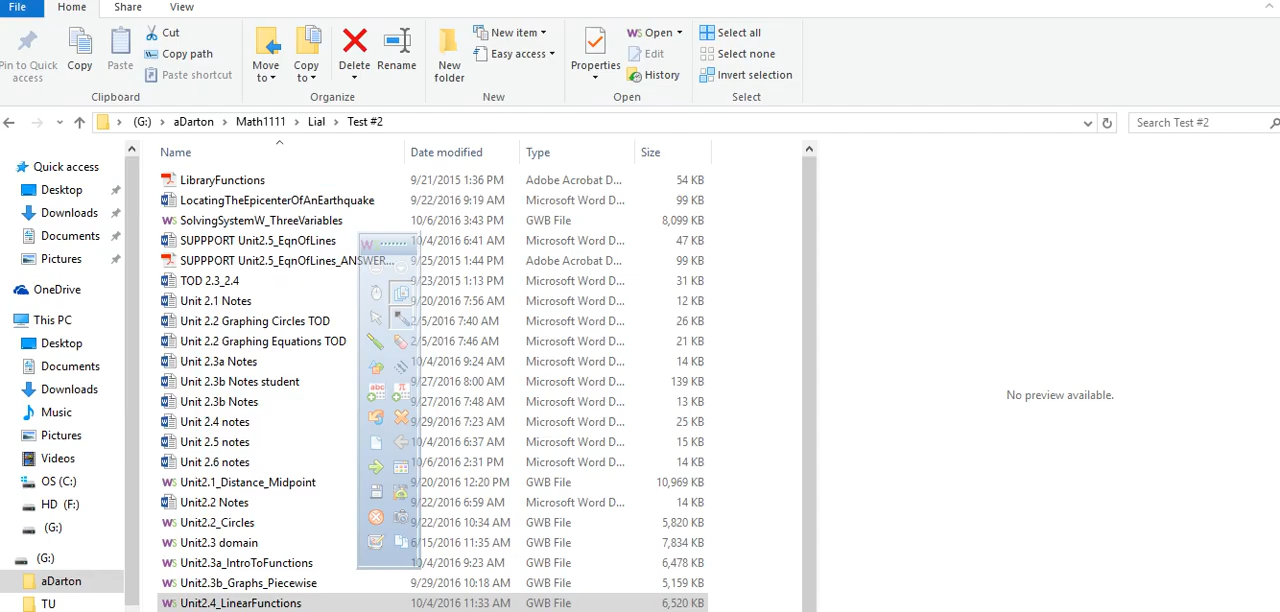 File Home Share View
Pin to Quick access
Copy
Paste
Cut
Copy path
Paste shortcut
Clipboard
Move to
Copy to
Delete
Rename
Organize
New folder
New item
Easy access
New
Properties
Open
Edit
History
Open
Select all
Select none
Invert selection
Select
(G:) > aDarton > Math1111 > Lial > Test #2
Search Test #2
Quick access
Desktop
Downloads
Documents
Pictures
OneDrive
This PC
Desktop
Documents
Downloads
Music
Pictures
Videos
OS (C:)
HD (F:)
(G:)
(G:)
aDarton
TU
Name Date modified Type Size
LibraryFunctions 9/21/2015 1:36 PM Adobe Acrobat D... 54 KB
LocatingTheEpicenterOfAnEarthquake 9/22/2016 9:19 AM Microsoft Word D... 99 KB
SolvingSystemW_ThreeVariables 10/6/2016 3:43 PM GWB File 8,099 KB
SUPPPORT Unit2.5_EqnOfLines 10/4/2016 6:41 AM Microsoft Word D... 47 KB
SUPPPORT Unit2.5_EqnOfLines_ANSWER... 9/25/2015 1:44 PM Adobe Acrobat D... 99 KB
TOD 2.3_2.4 9/23/2015 1:13 PM Microsoft Word D... 31 KB
Unit 2.1 Notes 9/20/2016 7:56 AM Microsoft Word D... 12 KB
Unit 2.2 Graphing Circles TOD 2/5/2016 7:40 AM Microsoft Word D... 26 KB
Unit 2.2 Graphing Equations TOD 2/5/2016 7:46 AM Microsoft Word D... 21 KB
Unit 2.3a Notes 10/4/2016 9:24 AM Microsoft Word D... 14 KB
Unit 2.3b Notes student 9/27/2016 8:00 AM Microsoft Word D... 139 KB
Unit 2.3b Notes 9/27/2016 7:48 AM Microsoft Word D... 13 KB
Unit 2.4 notes 9/29/2016 7:23 AM Microsoft Word D... 25 KB
Unit 2.5 notes 10/4/2016 6:37 AM Microsoft Word D... 15 KB
Unit 2.6 notes 10/6/2016 2:31 PM Microsoft Word D... 14 KB
Unit2.1_Distance_Midpoint 9/20/2016 12:20 PM GWB File 10,969 KB
Unit2.2 Notes 9/22/2016 6:59 AM Microsoft Word D... 14 KB
Unit2.2_Circles 9/22/2016 10:34 AM GWB File 5,820 KB
Unit2.3 domain 6/15/2016 11:35 AM GWB File 7,834 KB
Unit2.3a_IntroToFunctions 10/4/2016 9:23 AM GWB File 6,478 KB
Unit2.3b_Graphs_Piecewise 9/29/2016 10:18 AM GWB File 5,159 KB
Unit2.4_LinearFunctions 10/4/2016 11:33 AM GWB File 6,520 KB
abc
π
No preview available.